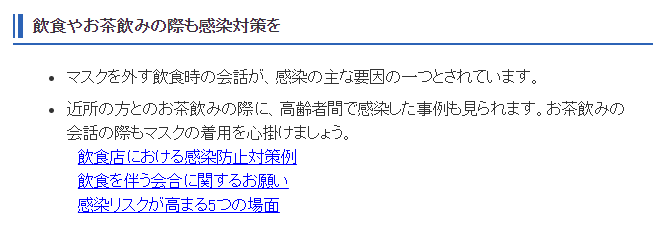 飲食やお茶飲みの際も感染対策を
マスクを外す飲食時の会話が、感染の主な要因の一つとされています。
近所の方とのお茶飲みの際に、高齢者間で感染した事例も見られます。お茶飲みの
会話の際もマスクの着用を心掛けましょう。
飲食店における感染防止対策例
飲食を伴う会合に関するお願い
感染リスクが高まる5つの場面